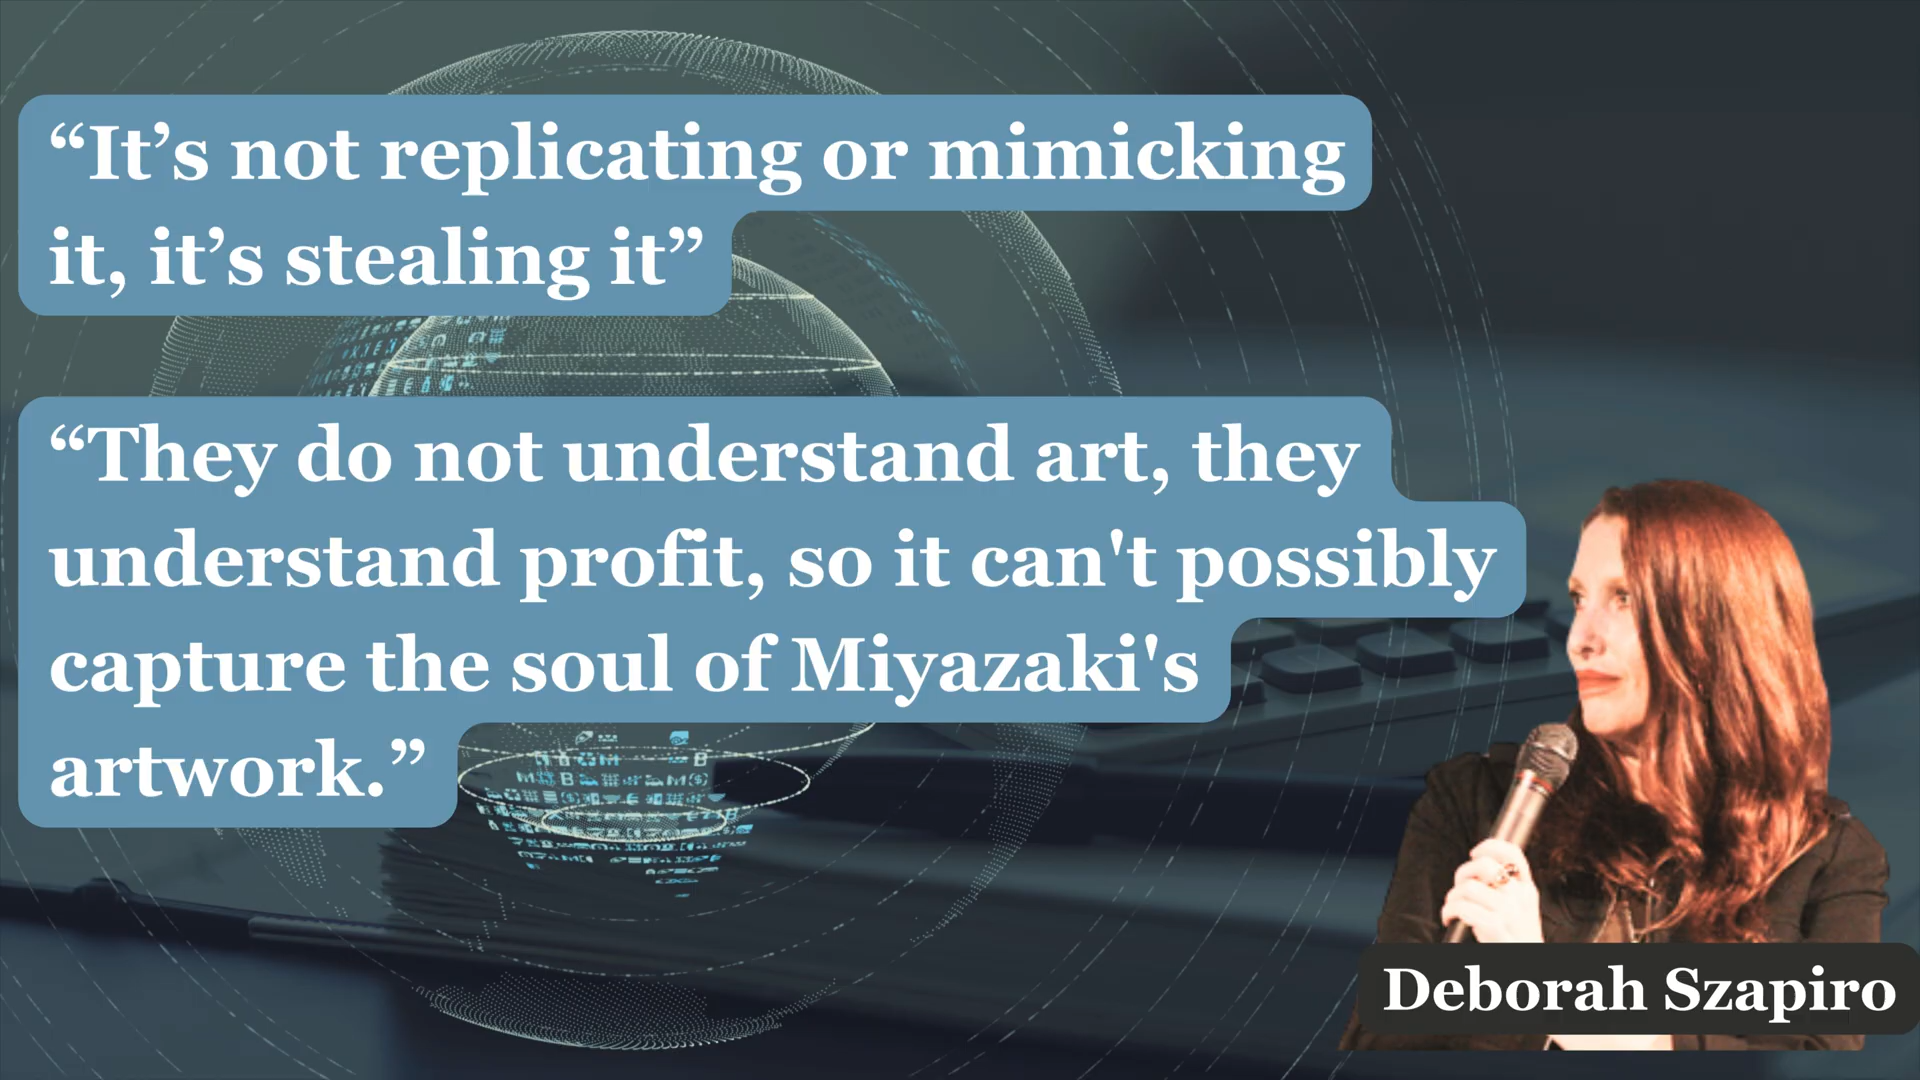 “It’s not replicating or mimicking
it, it’s stealing it”
“They do not understand art, they
understand profit, so it can't possibly
capture the soul of Miyazaki's
artwork.”
Deborah Szapiro